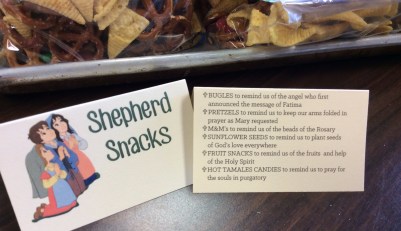 Shepherd
Snacks
✞BUGLES to remind us of the angel who first
announced the message of Fatima
✞PRETZELS to remind us to keep our arms folded in
prayer as Mary requested
✞M&M's to remind us of the beads of the Rosary
✞SUNFLOWER SEEDS to remind us to plant seeds
of God's love everywhere
✞FRUIT SNACKS to remind us of the fruits and help
of the Holy Spirit
✞HOT TAMALES CANDIES to remind us to pray for
the souls in purgatory